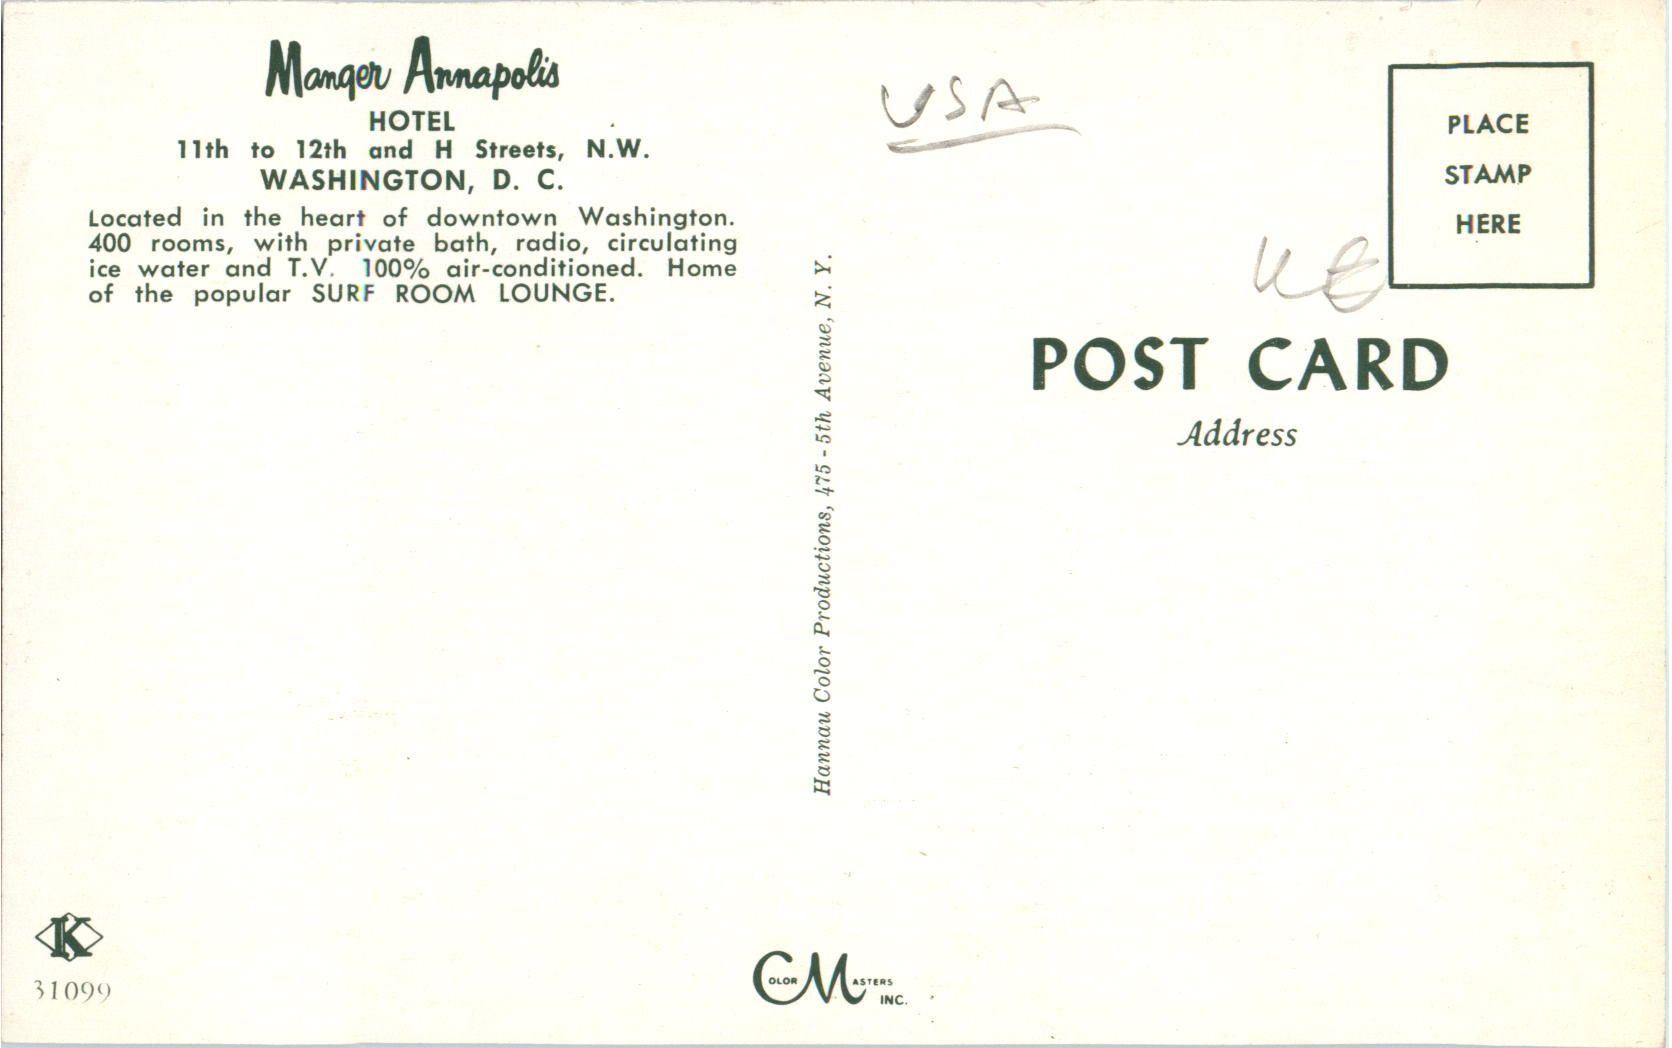 Manger Annapolis
HOTEL
11th to 12th and H Streets, N.W.
WASHINGTON, D. C.
Located in the heart of downtown Washington.
400 rooms, with private bath, radio, circulating
ice water and T.V. 100% air-conditioned. Home
of the popular SURF ROOM LOUNGE.
K
31099
Hannau Color Productions, 475 - 5th Avenue, N. Y.
COLOR MASTERS
INC.
USA
PLACE
STAMP
HERE
POST CARD
Address